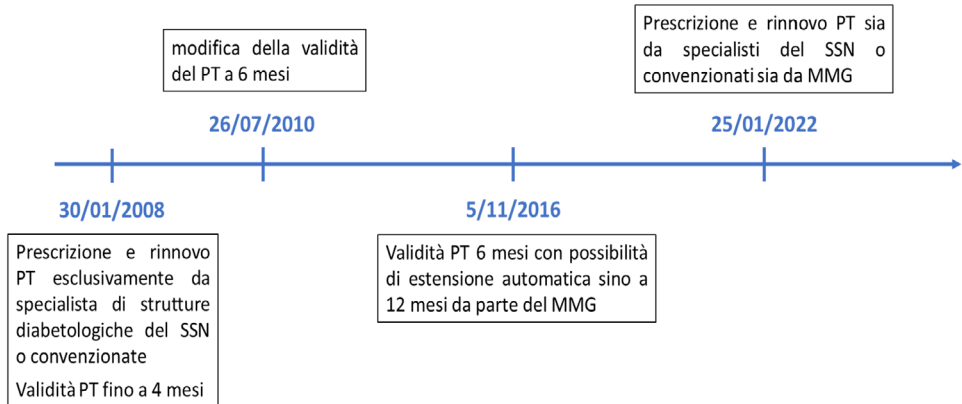 modifica della validità
del PT a 6 mesi
Prescrizione e rinnovo PT sia
da specialisti del SSN o
convenzionati sia da MMG
26/07/2010
25/01/2022
30/01/2008
5/11/2016
Prescrizione e rinnovo
PT esclusivamente da
specialista di strutture
diabetologiche del SSN
o convenzionate
Validità PT fino a 4 mesi
Validità PT 6 mesi con possibilità
di estensione automatica sino a
12 mesi da parte del MMG